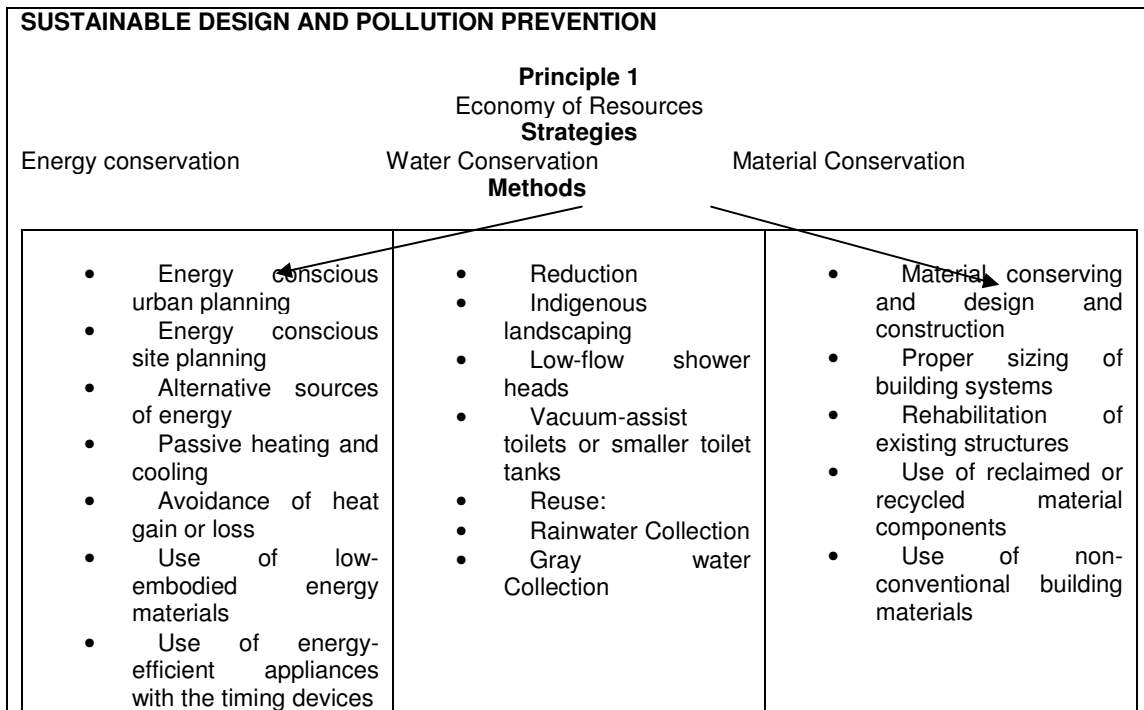 SUSTAINABLE DESIGN AND POLLUTION PREVENTION
Principle 1
Economy of Resources
Strategies
Energy conservation Water Conservation Material Conservation
Methods
• Energy conscious
urban planning
• Energy conscious
site planning
• Alternative sources
of energy
• Passive heating and
cooling
• Avoidance of heat
gain or loss
• Use of low-
embodied energy
materials
• Use of energy-
efficient appliances
with the timing devices
• Reduction
• Indigenous
landscaping
• Low-flow shower
heads
• Vacuum-assist
toilets or smaller toilet
tanks
• Reuse:
• Rainwater Collection
• Gray water
Collection
• Material conserving
and design and
construction
• Proper sizing of
building systems
• Rehabilitation of
existing structures
• Use of reclaimed or
recycled material
components
• Use of non-
conventional building
materials